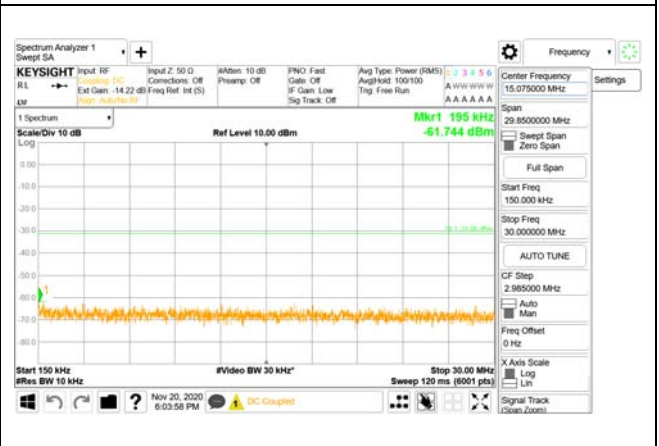 Spectrum Analyzer 1
Swept SA
+
Frequency
KEYSIGHT
RL
Input: RF
Coupling: DC
Ext Gain: -14.22 dB
Align: Auto/No RF
Input Z: 50 Ω
Corrections: Off
Freq Ref: Int (S)
#Atten: 10 dB
Preamp: Off
PNO: Fast
Gate: Off
IF Gain: Low
Sig Track: Off
Avg Type: Power (RMS)
Avg|Hold: 100/100
Trig: Free Run
1 2 3 4 5 6
A W W W W W
A A A A A A
Center Frequency
15.075000 MHz
Settings
1 Spectrum
Scale/Div 10 dB
Ref Level 10.00 dBm
Mkr1 195 kHz
-61.744 dBm
Log
0.00
-10.0
-20.0
-30.0
-40.0
-50.0
-60.0
-70.0
-80.0
1
Span
29.8500000 MHz
Swept Span
Zero Span
Full Span
Start Freq
150.000 kHz
Stop Freq
30.000000 MHz
AUTO TUNE
CF Step
2.985000 MHz
Auto
Man
Freq Offset
0 Hz
X Axis Scale
Log
Lin
Signal Track
(Span Zoom)
Start 150 kHz
#Res BW 10 kHz
#Video BW 30 kHz*
Stop 30.00 MHz
Sweep 120 ms (6001 pts)
?
Nov 20, 2020
6:03:58 PM
DC Coupled